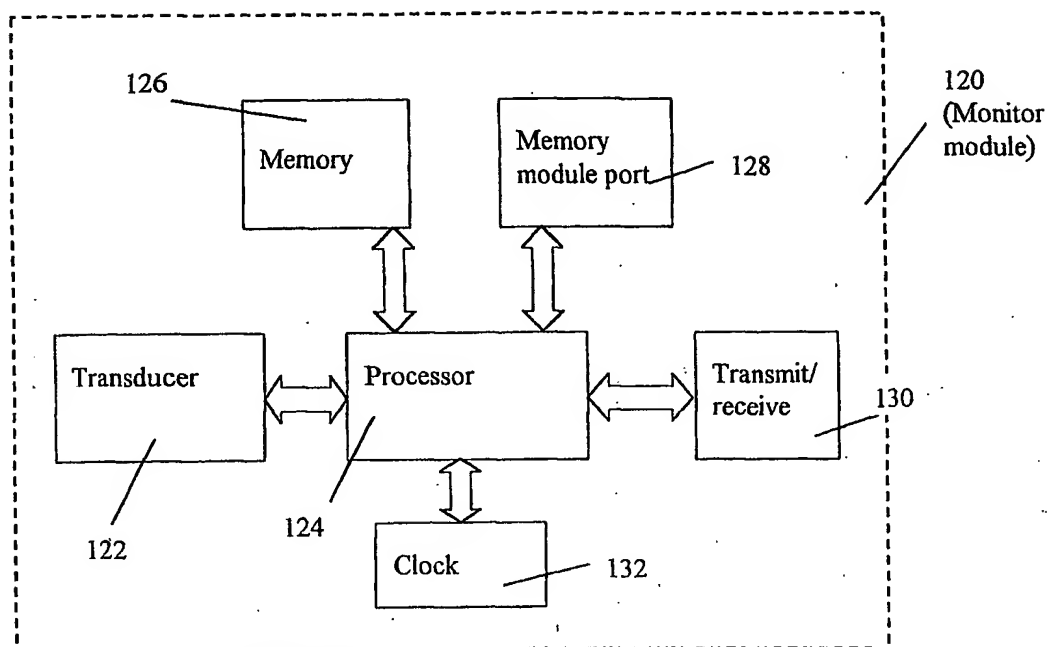 126
Memory
Memory
module port
128
120
(Monitor
module)
Transducer
Processor
Transmit/
receive
130
122
124
Clock
132